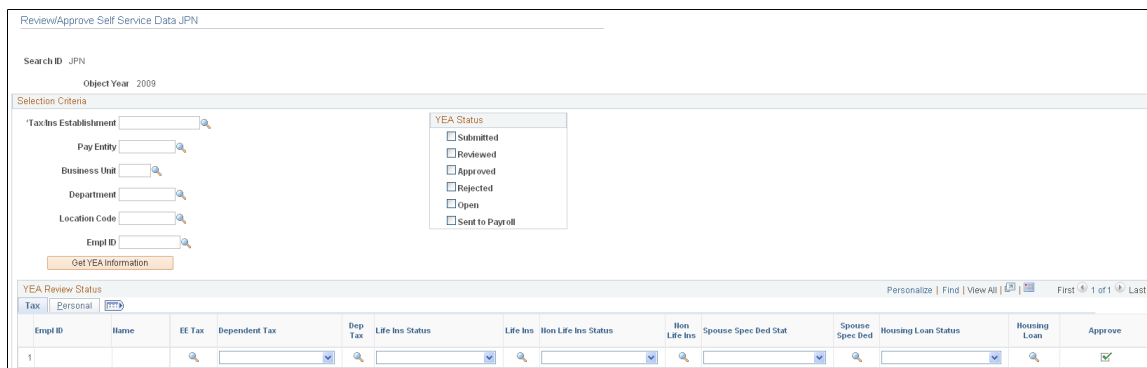 Review/Approve Self Service Data JPN
Search ID JPN
Object Year 2009
Selection Criteria
*Tax/Ins Establishment
Pay Entity
Business Unit
Department
Location Code
Empl ID
Get YEA Information
YEA Status
Submitted
Reviewed
Approved
Rejected
Open
Sent to Payroll
YEA Review Status
Personalize | Find | View All | | First 1 of 1 Last
Tax Personal
Empl ID Name EE Tax Dependent Tax Dep Tax Life Ins Status Life Ins Non Life Ins Status Non Life Ins Spouse Spec Ded Stat Spouse Spec Ded Housing Loan Status Housing Loan Approve
1